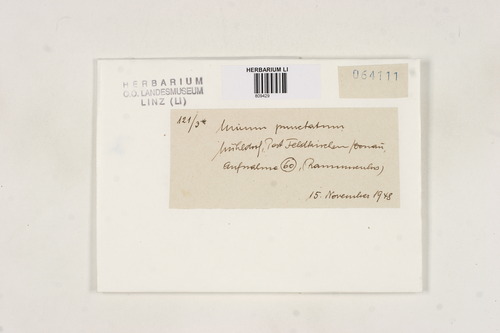 HERBARIUM
O.Ö. LANDESMUSEUM
LINZ (LI)
HERBARIUM LI
064111
121/3*
Mnium punctatum
Mühldorf, Post Feldkirchen/Donau,
Aufnahme 60,
15. November 1948